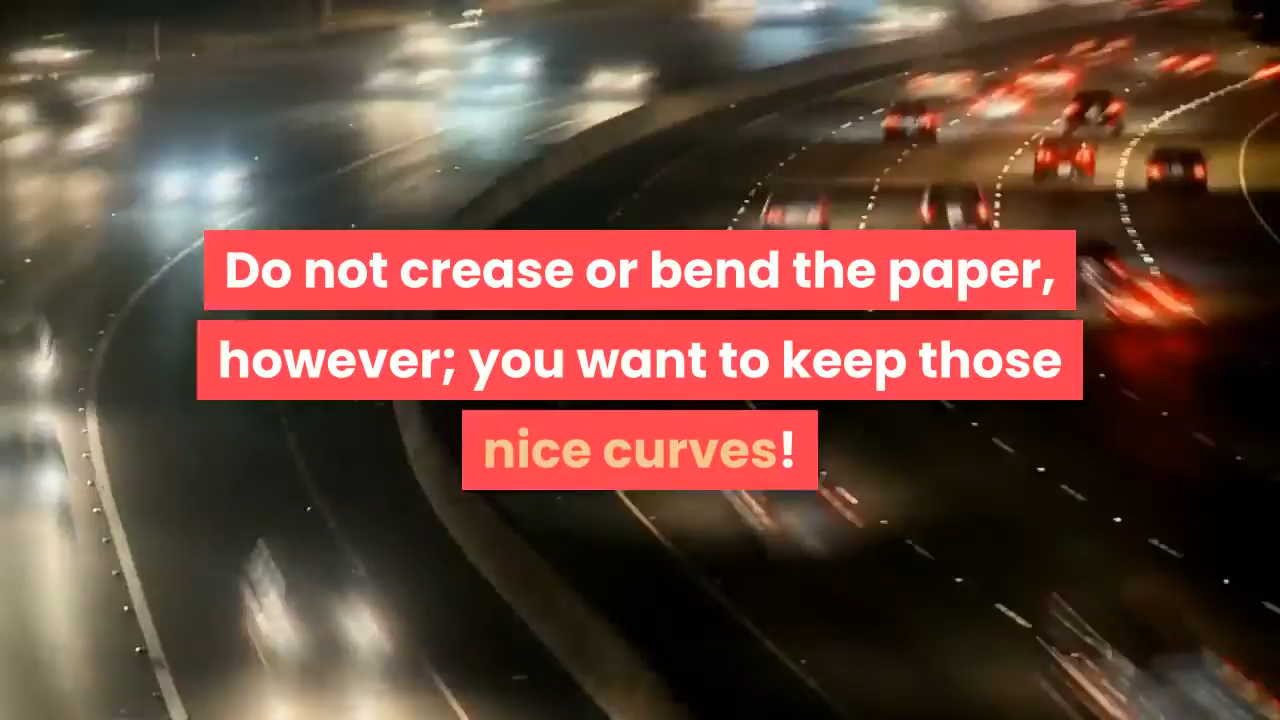 Do not crease or bend the paper,
however; you want to keep those
nice curves!